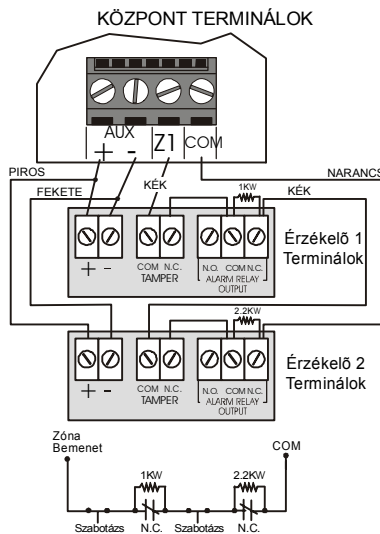 KÖZPONT TERMINÁLOK
AUX
+ - Z1 COM
PIROS
NARANCS
FEKETE
KÉK
1KW
KÉK
+ -
COM N.C.
TAMPER
N.O. COM N.C.
ALARM RELAY
OUTPUT
Érzékelõ 1
Terminálok
2.2KW
+ -
COM N.C.
TAMPER
N.O. COM N.C.
ALARM RELAY
OUTPUT
Érzékelõ 2
Terminálok
Zóna
Bemenet
COM
1KW
2.2KW
Szabotázs N.C. Szabotázs N.C.